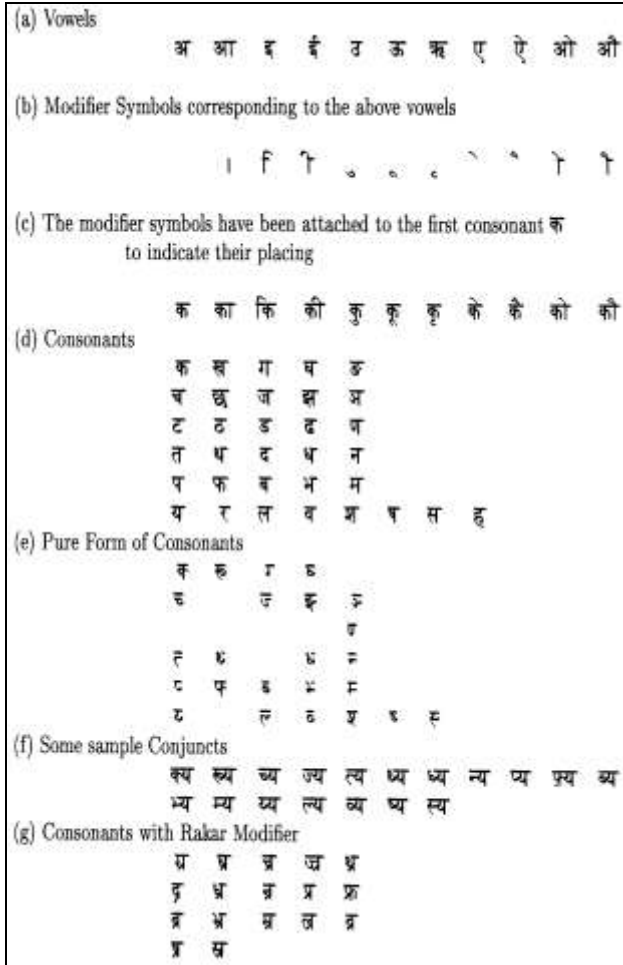 (a) Vowels
अ आ इ ई उ ऊ ऋ ए ऐ ओ औ
(b) Modifier Symbols corresponding to the above vowels
ा ि ी ु ू ृ े ै ो ौ
(c) The modifier symbols have been attached to the first consonant क
to indicate their placing
क का कि की कु कू कृ के कै को कौ
(d) Consonants
क ख ग घ ङ
च छ ज झ ञ
ट ठ ड ढ ण
त थ द ध न
प फ ब भ म
य र ल व श ष स ह
(e) Pure Form of Consonants
क्‍ ख्‍ ग्‍ घ्‍
च्‍ ज्‍ झ्‍ ञ्‍
ण्‍
त्‍ थ्‍ ध्‍ न्‍
प्‍ फ्‍ ब्‍ भ्‍ म्‍
य्‍ ल्‍ व्‍ श्‍ ष्‍ स्‍
(f) Some sample Conjuncts
क्य ख्य च्य ज्य त्य थ्य ध्य न्य प्य फ्य ब्य
भ्य म्य य्य ल्य व्य ष्य स्य
(g) Consonants with Rakar Modifier
ग्र घ्र च्र ज्र थ्र
द्र ध्र न्र प्र फ्र
ब्र भ्र म्र ल्र व्र
ष्र स्र